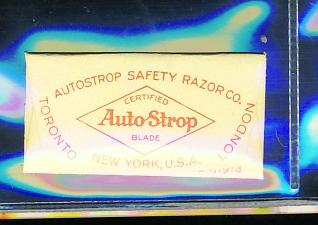 AUTOSTROP SAFETY RAZOR CO.
TORONTO
CERTIFIED
Auto-Strop
BLADE
LONDON
NEW YORK, U.S.A.